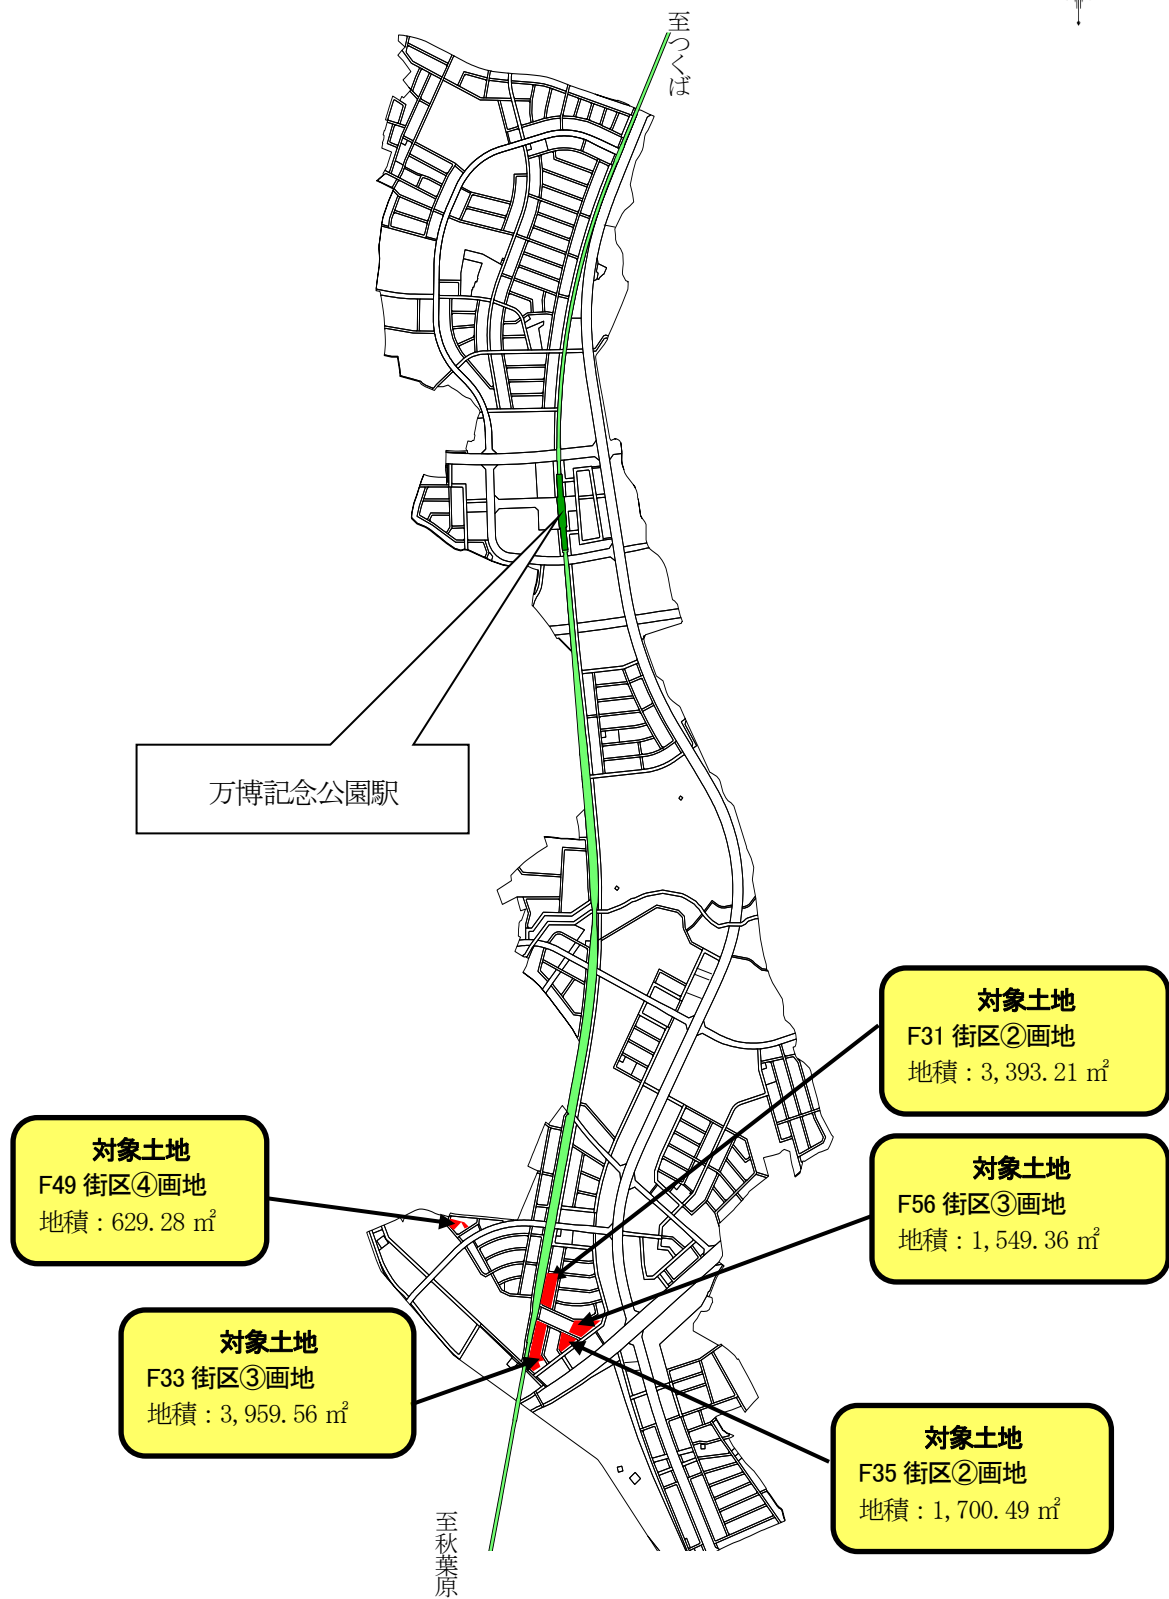 至つくば
万博記念公園駅
対象土地
F31 街区②画地
地積：3,393.21 ㎡
対象土地
F49 街区④画地
地積：629.28 ㎡
対象土地
F56 街区③画地
地積：1,549.36 ㎡
対象土地
F33 街区③画地
地積：3,959.56 ㎡
対象土地
F35 街区②画地
地積：1,700.49 ㎡
至秋葉原